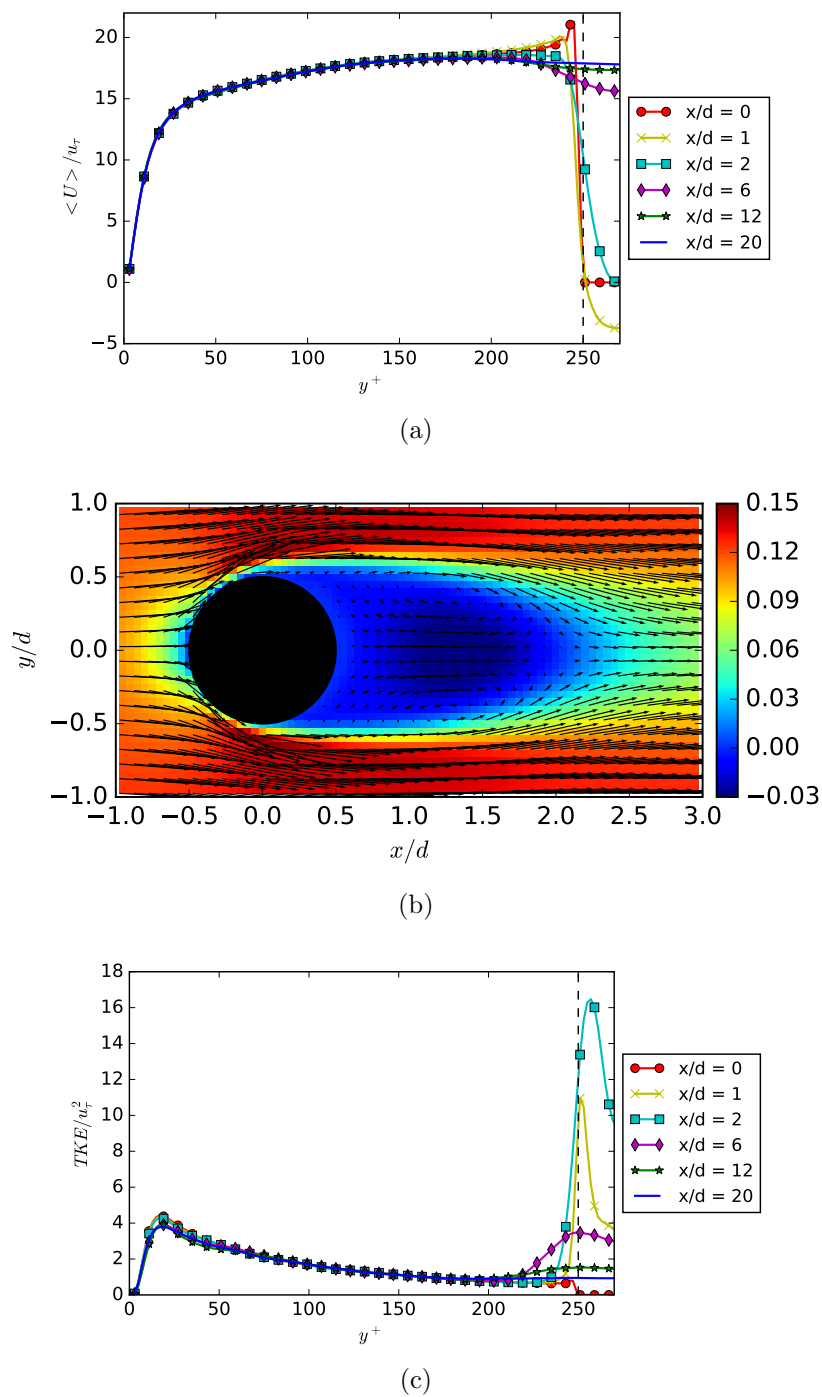 20
15
10
5
0
−5
<U>/uτ
0
50
100
150
200
250
y+
x/d = 0
x/d = 1
x/d = 2
x/d = 6
x/d = 12
x/d = 20
(a)
1.0
0.5
0.0
−0.5
−1.0
y/d
−1.0
−0.5
0.0
0.5
1.0
1.5
2.0
2.5
3.0
x/d
0.15
0.12
0.09
0.06
0.03
0.00
−0.03
(b)
18
16
14
12
10
8
6
4
2
0
TKE/uτ²
0
50
100
150
200
250
y+
x/d = 0
x/d = 1
x/d = 2
x/d = 6
x/d = 12
x/d = 20
(c)